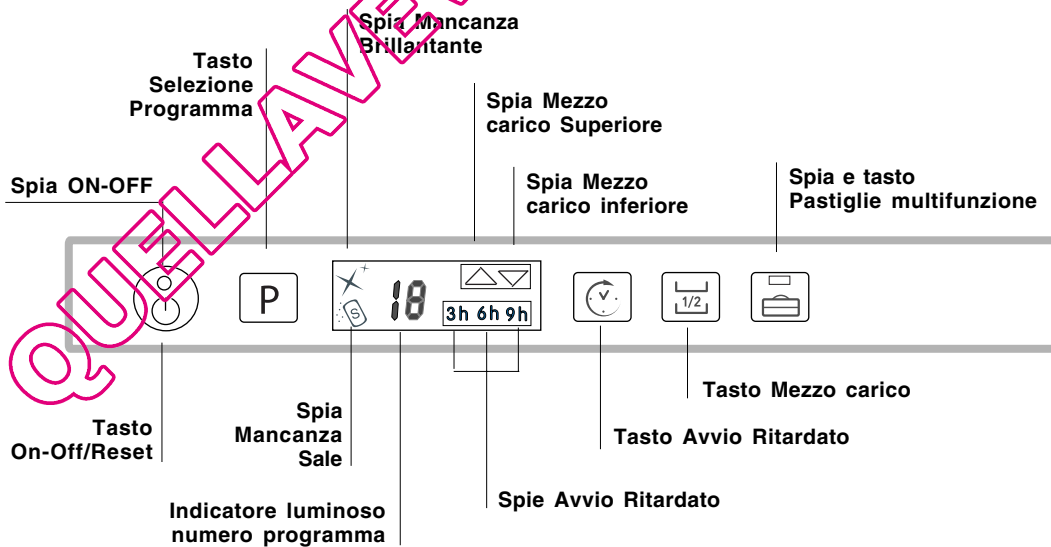 Spia Mancanza
Brillantante
Tasto
Selezione
Programma
Spia Mezzo
carico Superiore
Spia ON-OFF
Spia Mezzo
carico inferiore
Spia e tasto
Pastiglie multifunzione
P
18
3h 6h 9h
S
1/2
Tasto
On-Off/Reset
Spia
Mancanza
Sale
Tasto Mezzo carico
Tasto Avvio Ritardato
Indicatore luminoso
numero programma
Spie Avvio Ritardato